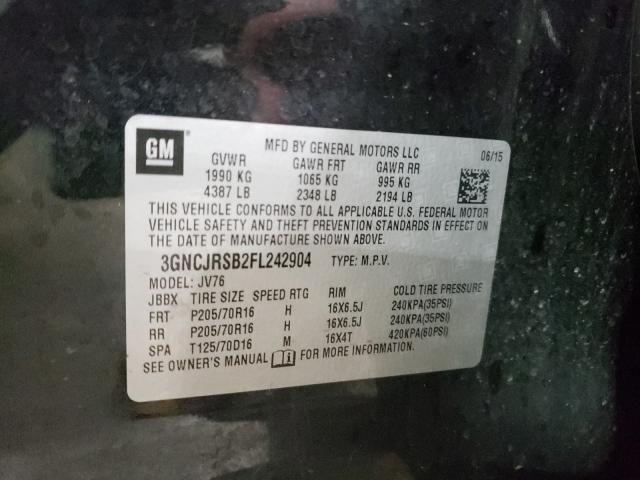 GM
MFD BY GENERAL MOTORS LLC 06/15
GVWR GAWR FRT GAWR RR
1990 KG 1065 KG 995 KG
4387 LB 2348 LB 2194 LB
THIS VEHICLE CONFORMS TO ALL APPLICABLE U.S. FEDERAL MOTOR
VEHICLE SAFETY AND THEFT PREVENTION STANDARDS IN EFFECT ON
THE DATE OF MANUFACTURE SHOWN ABOVE.
3GNCJRSB2FL242904 TYPE: M.P.V.
MODEL: JV76
JBBX TIRE SIZE SPEED RTG RIM COLD TIRE PRESSURE
FRT P205/70R16 H 16X6.5J 240KPA(35PSI)
RR P205/70R16 H 16X6.5J 240KPA(35PSI)
SPA T125/70D16 M 16X4T 420KPA(60PSI)
SEE OWNER'S MANUAL FOR MORE INFORMATION.